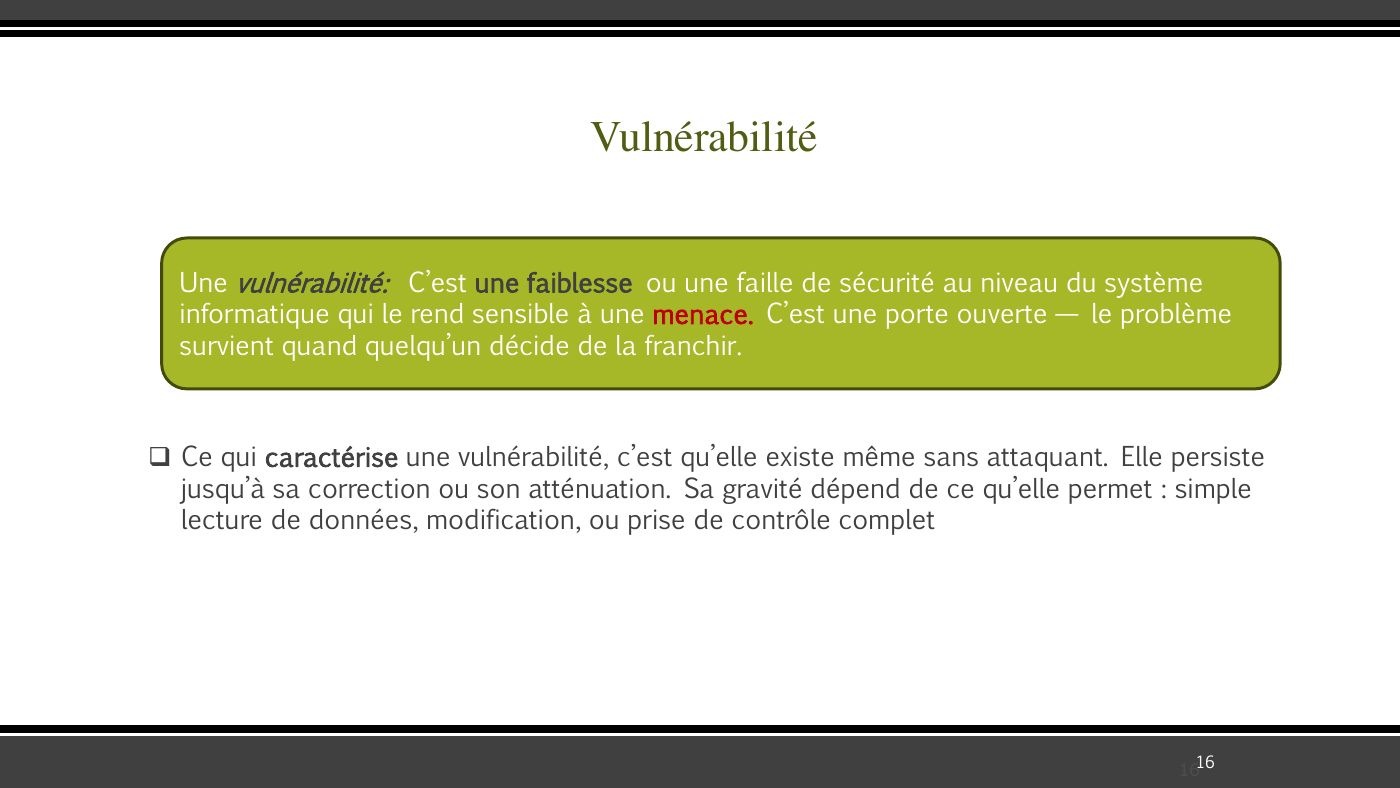 Vulnérabilité
Une vulnérabilité: C’est une faiblesse ou une faille de sécurité au niveau du système
informatique qui le rend sensible à une menace. C’est une porte ouverte — le problème
survient quand quelqu’un décide de la franchir.
❑ Ce qui caractérise une vulnérabilité, c’est qu’elle existe même sans attaquant. Elle persiste
jusqu’à sa correction ou son atténuation. Sa gravité dépend de ce qu’elle permet : simple
lecture de données, modification, ou prise de contrôle complet
16
16